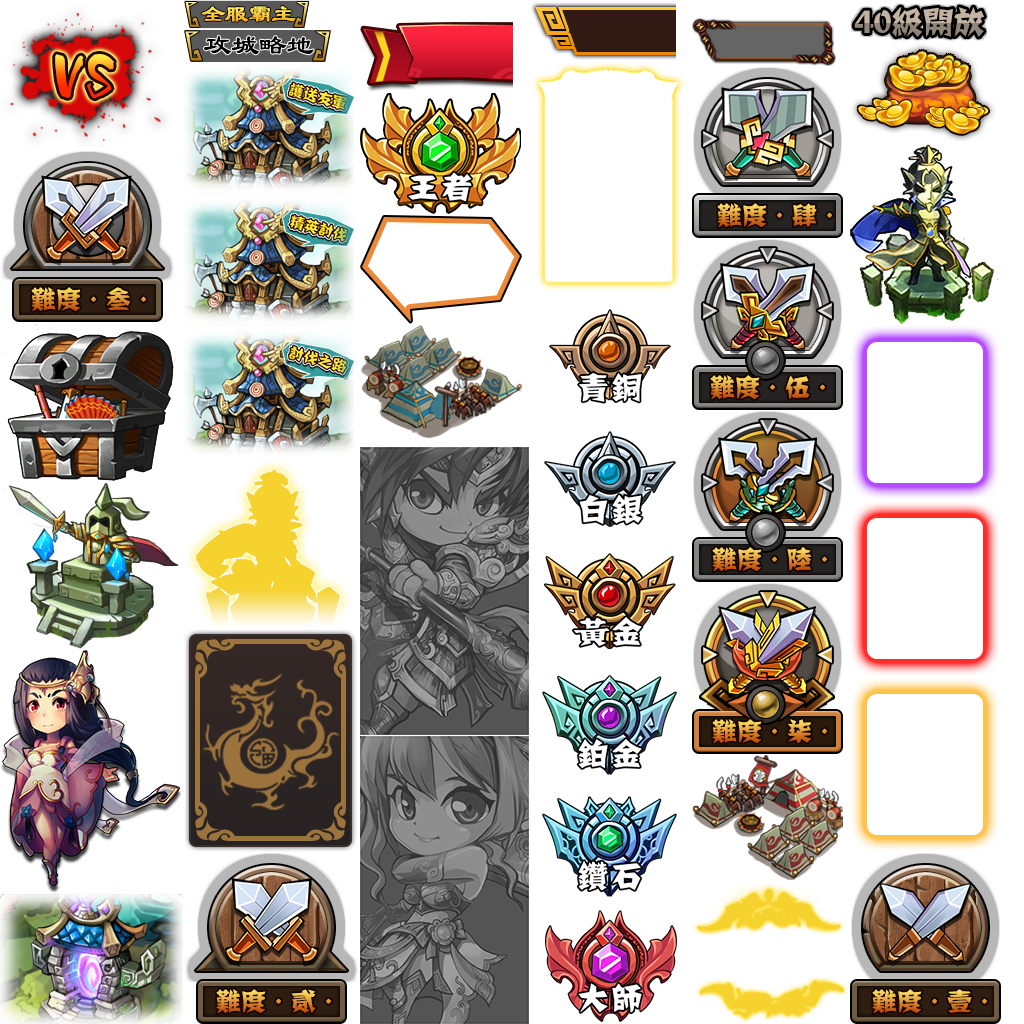 VS
難度·叁·
難度·貳·
全服霸主
攻城略地
護送友軍
精英討伐
討伐之路
福
王者
青銅
白銀
黃金
鉑金
鑽石
大師
難度·肆·
難度·伍·
難度·陸·
難度·柒·
40級開放
難度·壹·